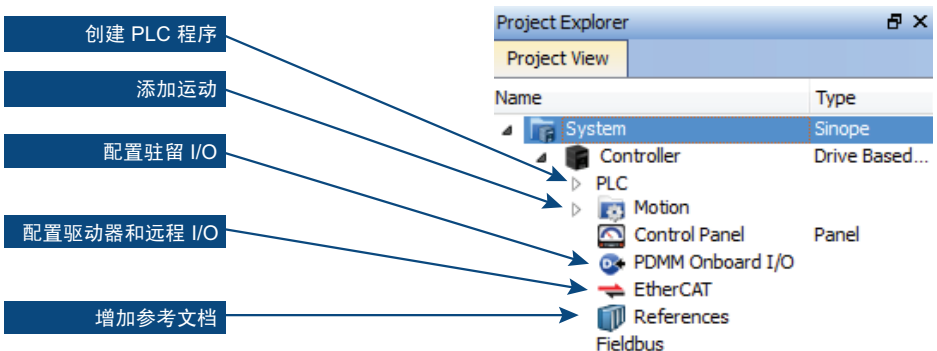 创建 PLC 程序
添加运动
配置驻留 I/O
配置驱动器和远程 I/O
增加参考文档
Project Explorer
Project View
Name Type
System Sinope
Controller Drive Based...
PLC
Motion
Control Panel Panel
PDMM Onboard I/O
EtherCAT
References
Fieldbus